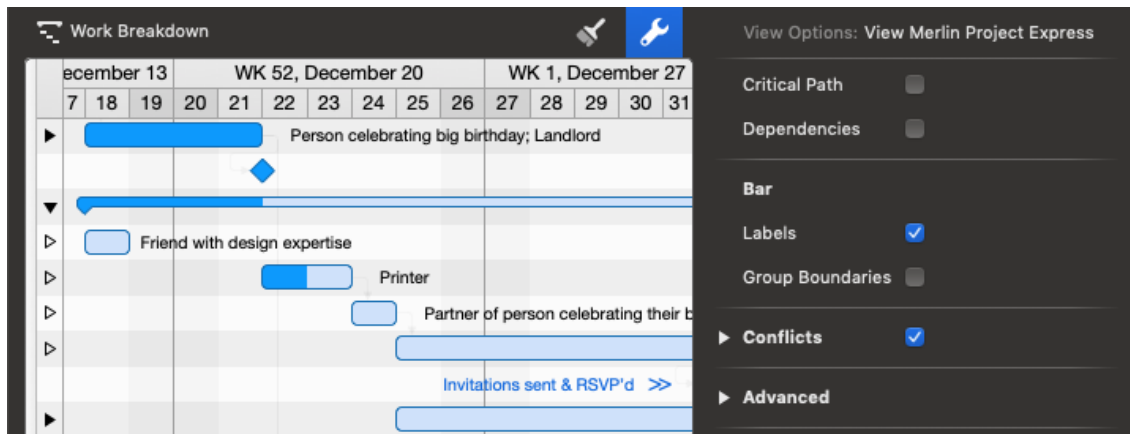 Work Breakdown
ecember 13 WK 52, December 20 WK 1, December 27
7 18 19 20 21 22 23 24 25 26 27 28 29 30 31
Person celebrating big birthday; Landlord
Friend with design expertise
Printer
Partner of person celebrating their b
Invitations sent & RSVP'd >>
View Options: View Merlin Project Express
Critical Path
Dependencies
Bar
Labels
Group Boundaries
Conflicts
Advanced